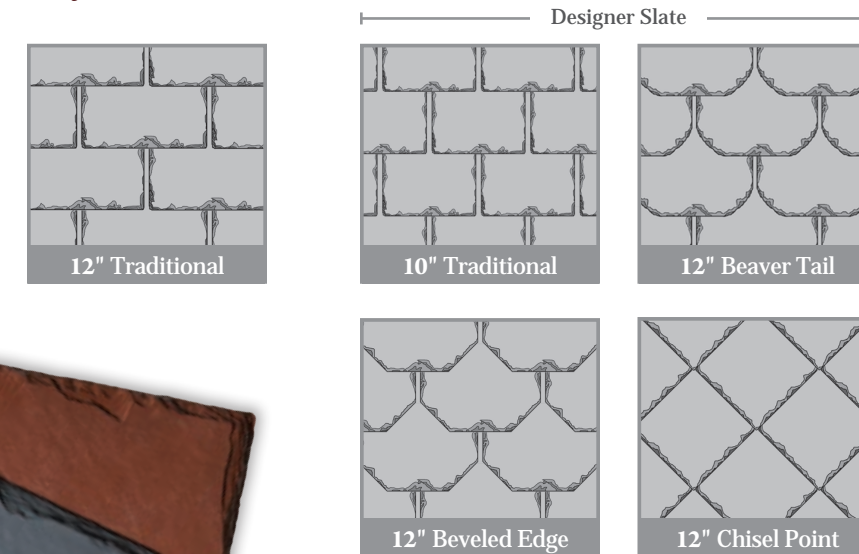 Designer Slate
12" Traditional
10" Traditional
12" Beaver Tail
12" Beveled Edge
12" Chisel Point